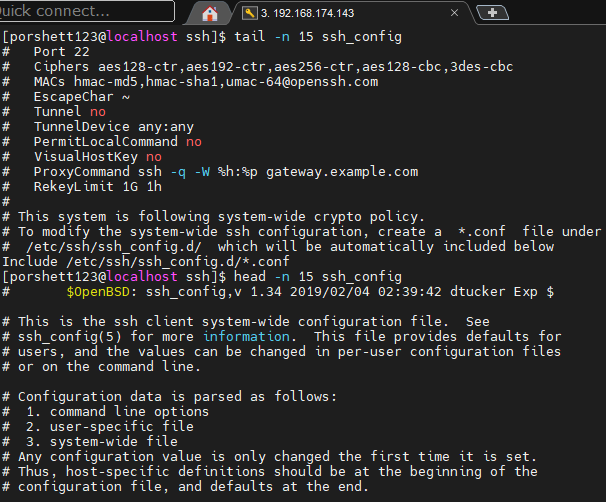 uick connect...
3. 192.168.174.143
[porshett123@localhost ssh]$ tail -n 15 ssh_config
#   Port 22
#   Ciphers aes128-ctr,aes192-ctr,aes256-ctr,aes128-cbc,3des-cbc
#   MACs hmac-md5,hmac-sha1,umac-64@openssh.com
#   EscapeChar ~
#   Tunnel no
#   TunnelDevice any:any
#   PermitLocalCommand no
#   VisualHostKey no
#   ProxyCommand ssh -q -W %h:%p gateway.example.com
#   RekeyLimit 1G 1h
#
# This system is following system-wide crypto policy.
# To modify the system-wide ssh configuration, create a  *.conf  file under
#  /etc/ssh/ssh_config.d/  which will be automatically included below
Include /etc/ssh/ssh_config.d/*.conf
[porshett123@localhost ssh]$ head -n 15 ssh_config
#       $OpenBSD: ssh_config,v 1.34 2019/02/04 02:39:42 dtucker Exp $

# This is the ssh client system-wide configuration file.  See
# ssh_config(5) for more information.  This file provides defaults for
# users, and the values can be changed in per-user configuration files
# or on the command line.

# Configuration data is parsed as follows:
#  1. command line options
#  2. user-specific file
#  3. system-wide file
# Any configuration value is only changed the first time it is set.
# Thus, host-specific definitions should be at the beginning of the
# configuration file, and defaults at the end.